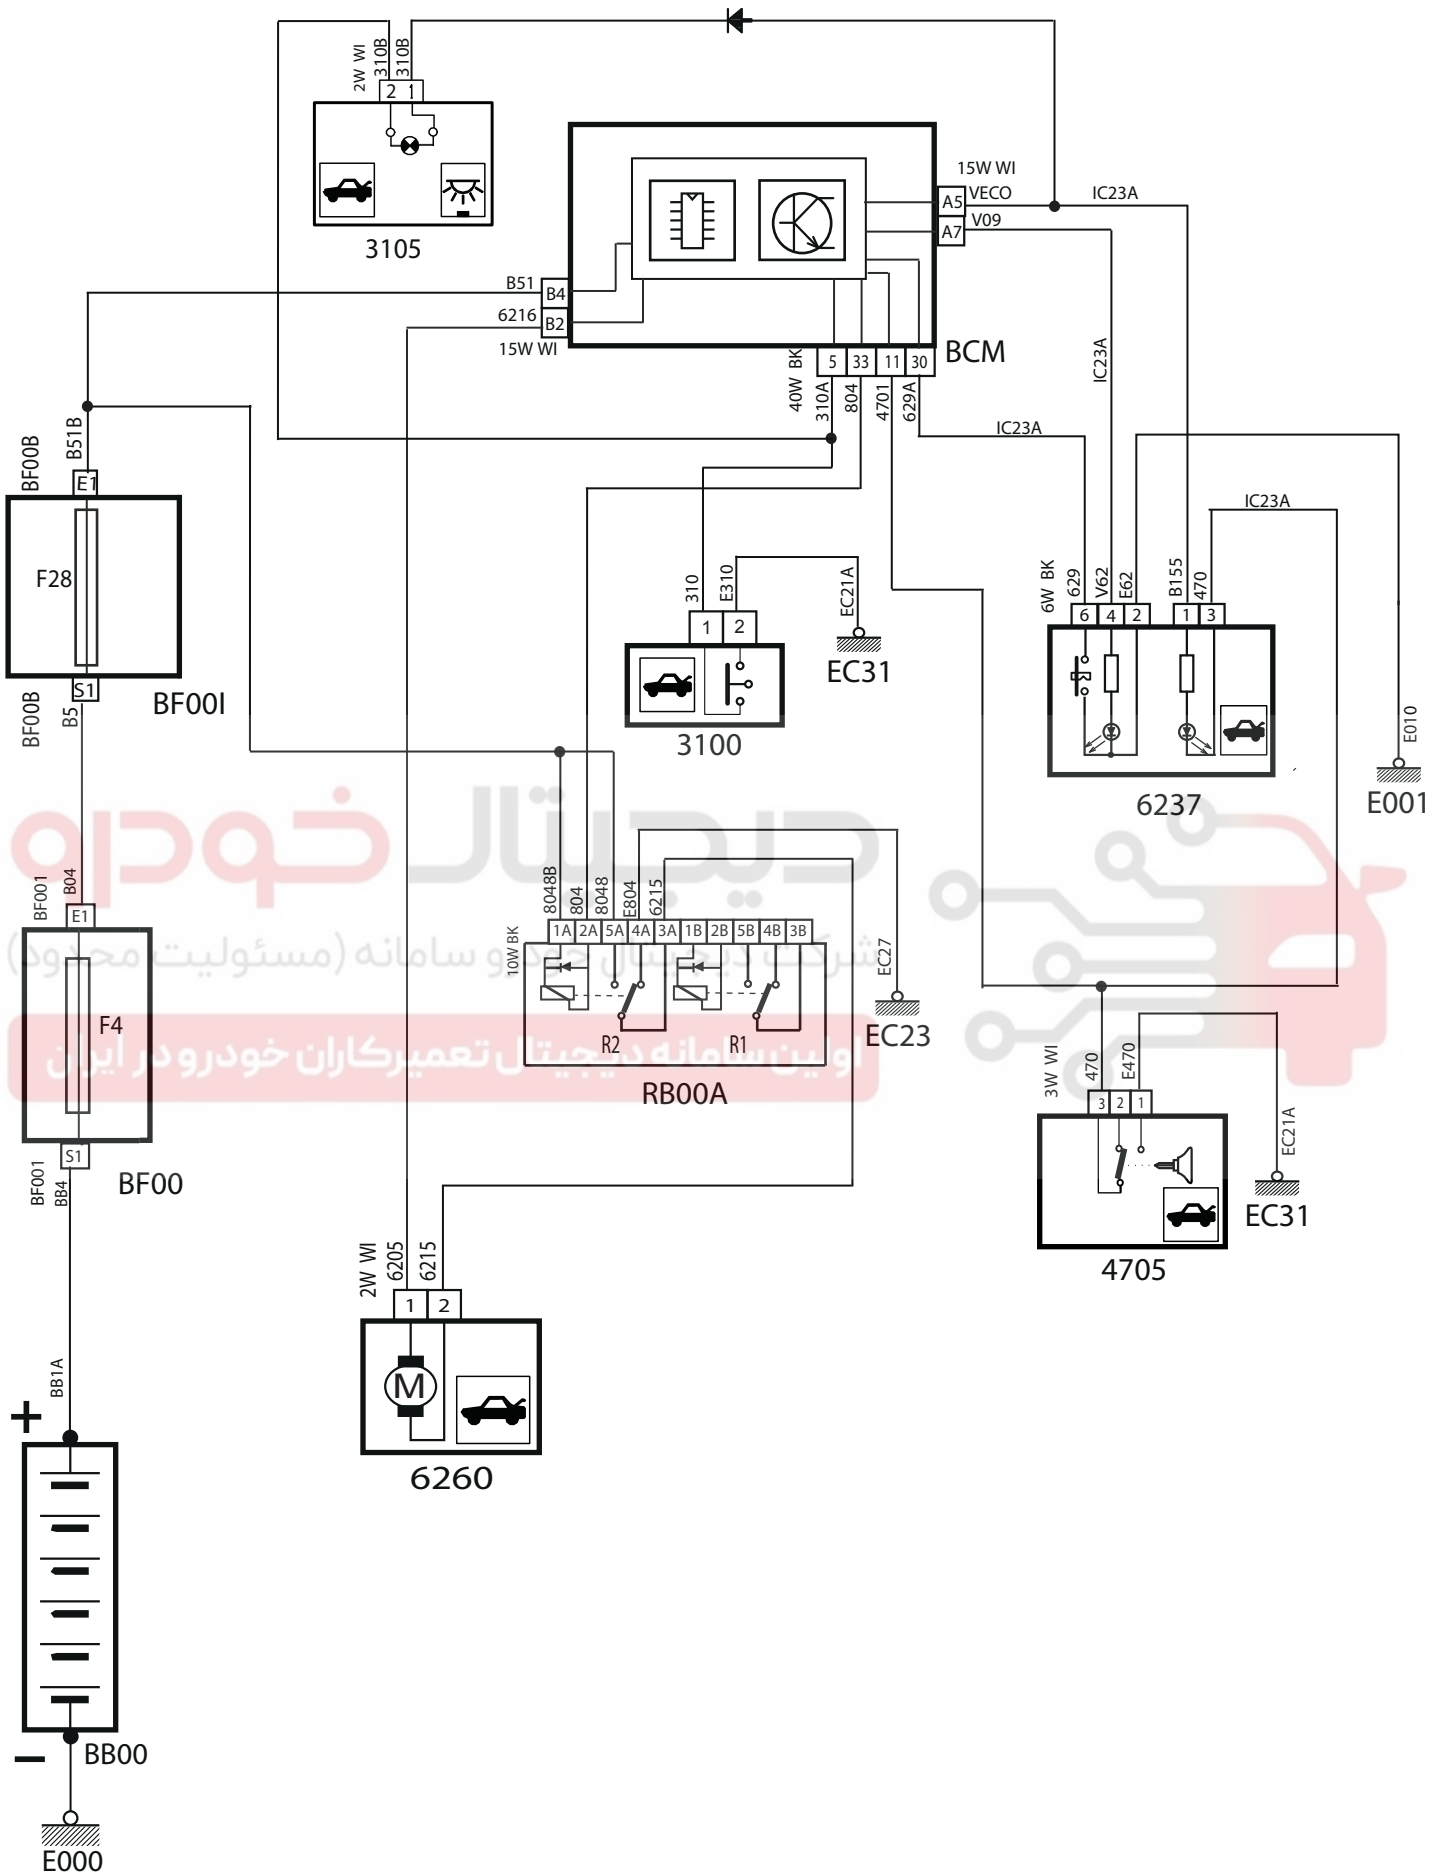 2W WI
310B
310B
2 1
3105
15W WI
A5 VECO
IC23A
A7 V09
B51 B4
6216 B2
15W WI
BCM
40W BK
5 33 11 30
310A
804
4701
629A
IC23A
IC23A
IC23A
BF00B
B51B
E1
F28
S1
BF00B
B5
BF00I
310
E310
EC21A
1 2
EC31
3100
6W BK
629
V62
E62
B155
470
6 4 2 1 3
6237
E010
E001
دیجیتال خودرو
شرکت دیجیتال خودرو سامانه (مسئولیت محدود)
اولین سامانه دیجیتال تعمیرکاران خودرو در ایران
BF001
B04
E1
F4
S1
BF001
BB4
BF00
8048B
804
8048
E804
6215
10W BK
1A 2A 5A 4A 3A 1B 2B 5B 4B 3B
R2 R1
RB00A
EC27
EC23
3W WI
470
E470
3 2 1
EC21A
EC31
4705
2W WI
6205
6215
1 2
M
6260
BB1A
+
−
BB00
E000